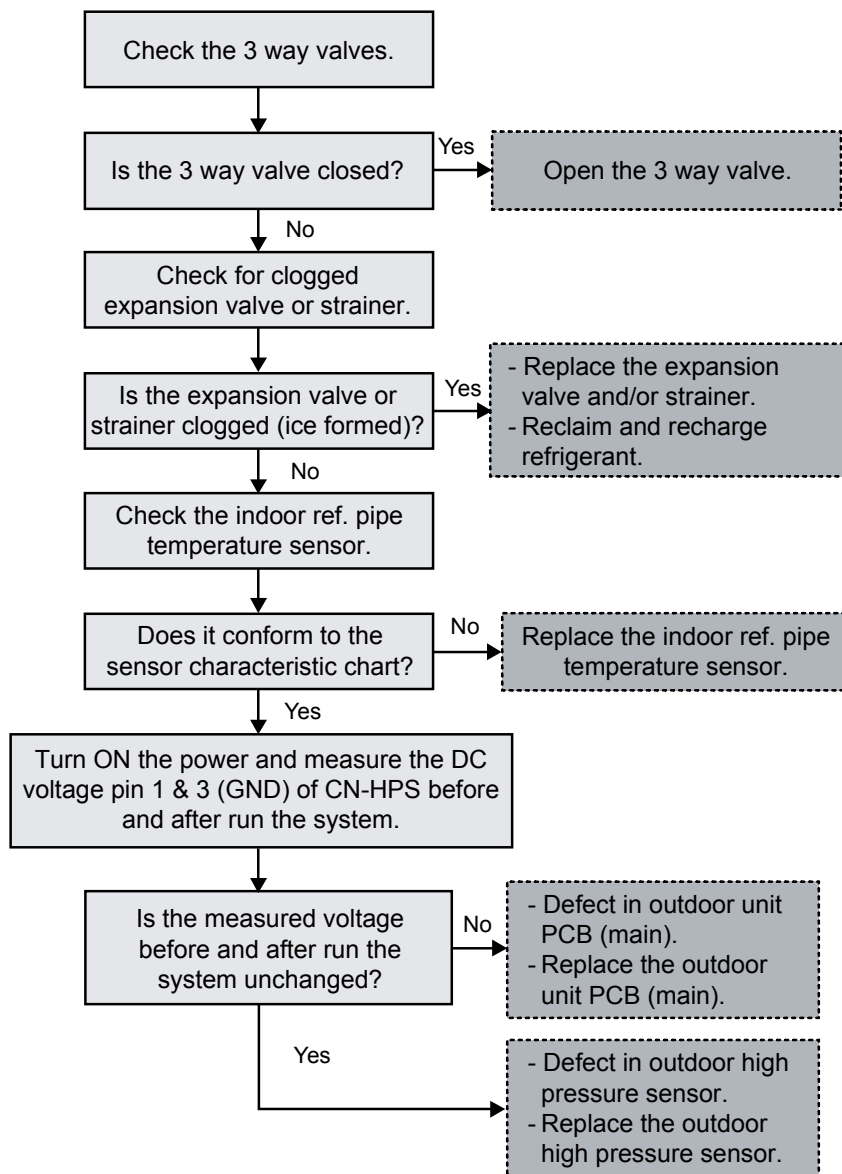 Check the 3 way valves.
Is the 3 way valve closed?
Yes
Open the 3 way valve.
No
Check for clogged
expansion valve or strainer.
Is the expansion valve or
strainer clogged (ice formed)?
Yes
- Replace the expansion
valve and/or strainer.
- Reclaim and recharge
refrigerant.
No
Check the indoor ref. pipe
temperature sensor.
Does it conform to the
sensor characteristic chart?
No
Replace the indoor ref. pipe
temperature sensor.
Yes
Turn ON the power and measure the DC
voltage pin 1 & 3 (GND) of CN-HPS before
and after run the system.
Is the measured voltage
before and after run the
system unchanged?
No
- Defect in outdoor unit
PCB (main).
- Replace the outdoor
unit PCB (main).
Yes
- Defect in outdoor high
pressure sensor.
- Replace the outdoor
high pressure sensor.